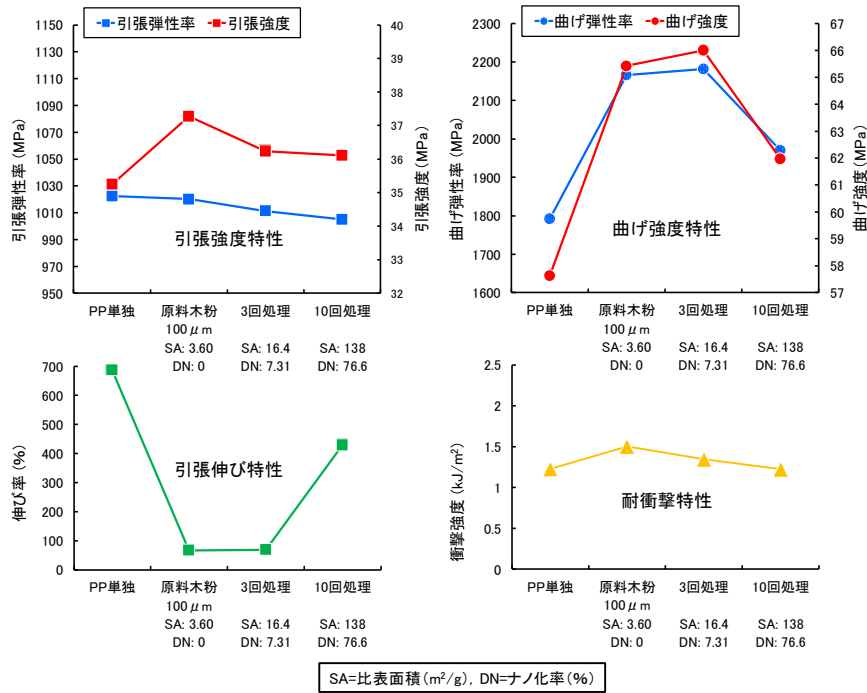 引張弾性率 引張強度
1150
1130
1110
1090
1070
1050
1030
1010
990
970
950
引張弾性率（MPa）
40
39
38
37
36
35
34
33
32
引張強度（MPa）
引張強度特性
PP単独 原料木粉 3回処理 10回処理
100μm
SA: 3.60 SA: 16.4 SA: 138
DN: 0 DN: 7.31 DN: 76.6
曲げ弾性率 曲げ強度
2300
2200
2100
2000
1900
1800
1700
1600
曲げ弾性率（MPa）
67
66
65
64
63
62
61
60
59
58
57
曲げ強度（MPa）
曲げ強度特性
PP単独 原料木粉 3回処理 10回処理
100μm
SA: 3.60 SA: 16.4 SA: 138
DN: 0 DN: 7.31 DN: 76.6
700
600
500
400
300
200
100
0
伸び率（%）
引張伸び特性
PP単独 原料木粉 3回処理 10回処理
100μm
SA: 3.60 SA: 16.4 SA: 138
DN: 0 DN: 7.31 DN: 76.6
2.5
2
1.5
1
0.5
0
衝撃強度（kJ/m²）
耐衝撃特性
PP単独 原料木粉 3回処理 10回処理
100μm
SA: 3.60 SA: 16.4 SA: 138
DN: 0 DN: 7.31 DN: 76.6
SA=比表面積（m²/g）, DN=ナノ化率（%）